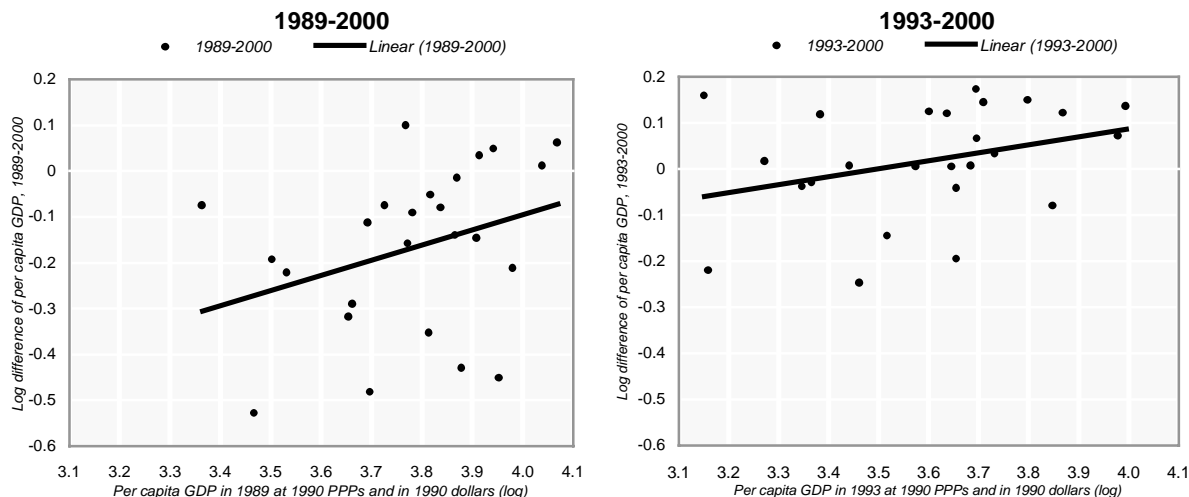 1989-2000
1989-2000 Linear (1989-2000)
Log difference of per capita GDP, 1989-2000
0.2
0.1
0
-0.1
-0.2
-0.3
-0.4
-0.5
-0.6
3.1 3.2 3.3 3.4 3.5 3.6 3.7 3.8 3.9 4.0 4.1
Per capita GDP in 1989 at 1990 PPPs and in 1990 dollars (log)
1993-2000
1993-2000 Linear (1993-2000)
Log difference of per capita GDP, 1993-2000
0.2
0.1
0
-0.1
-0.2
-0.3
-0.4
-0.5
-0.6
3.1 3.2 3.3 3.4 3.5 3.6 3.7 3.8 3.9 4.0 4.1
Per capita GDP in 1993 at 1990 PPPs and in 1990 dollars (log)